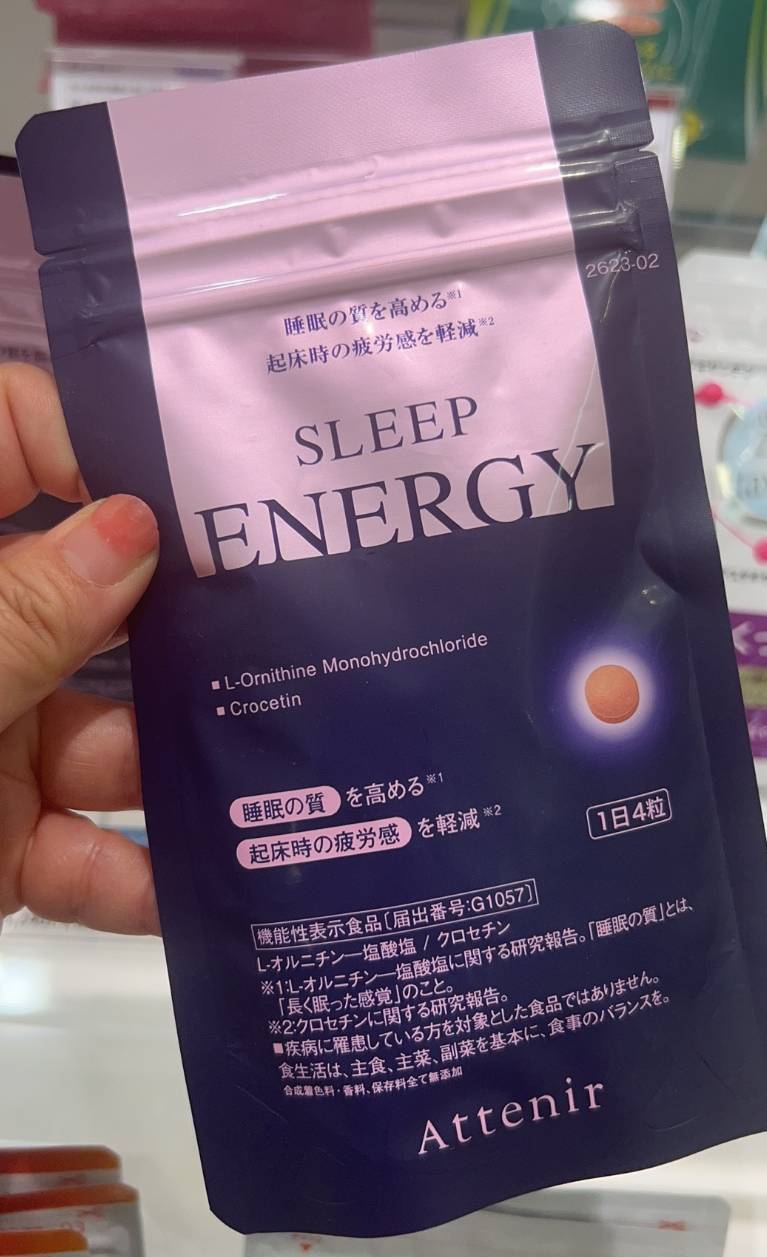 2623-02
睡眠の質を高める※1
起床時の疲労感を軽減※2
SLEEP
ENERGY
■ L-Ornithine Monohydrochloride
■ Crocetin
睡眠の質 を高める※1
起床時の疲労感 を軽減※2
1日4粒
機能性表示食品［届出番号:G1057］
L-オルニチン一塩酸塩 / クロセチン
※1:L-オルニチン一塩酸塩に関する研究報告。「睡眠の質」とは、
「長く眠った感覚」のこと。
※2:クロセチンに関する研究報告。
■疾病に罹患している方を対象とした食品ではありません。
食生活は、主食、主菜、副菜を基本に、食事のバランスを。
合成着色料・香料、保存料全て無添加
Attenir